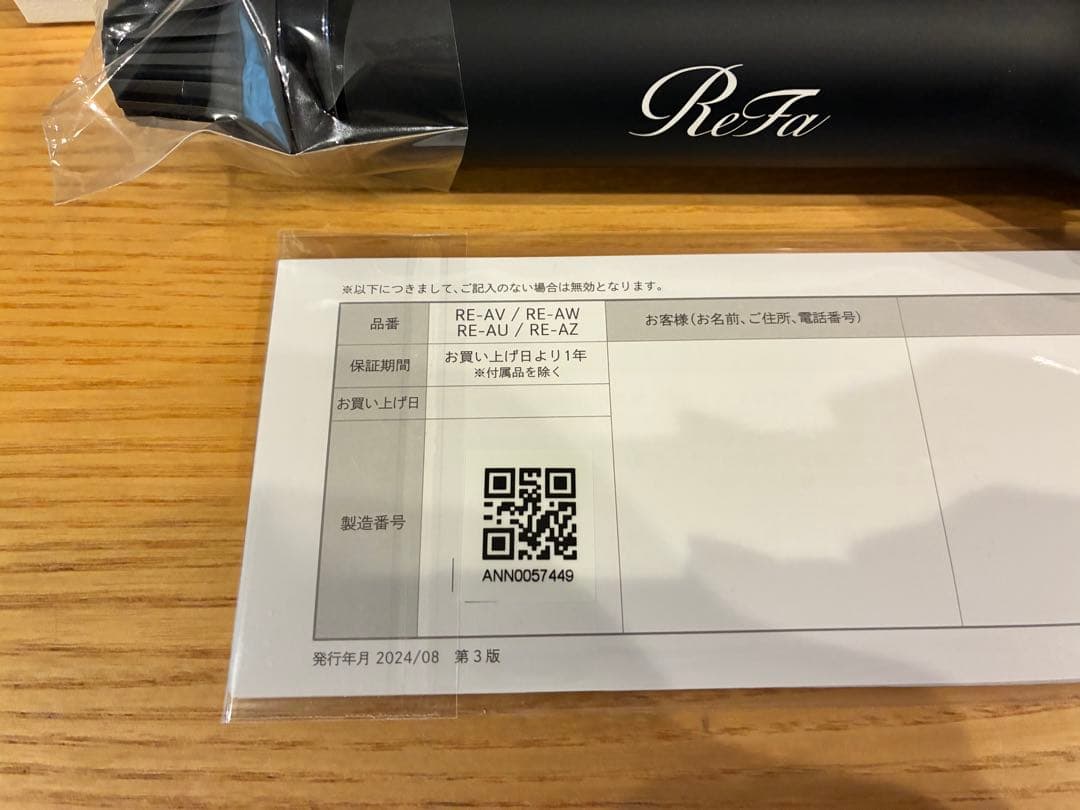 ReFa
※以下につきまして、ご記入のない場合は無効となります。
品番
RE-AV / RE-AW
RE-AU / RE-AZ
お客様(お名前、ご住所、電話番号)
保証期間
お買い上げ日より1年
※付属品を除く
お買い上げ日
製造番号
ANN0057449
発行年月 2024/08 第3版